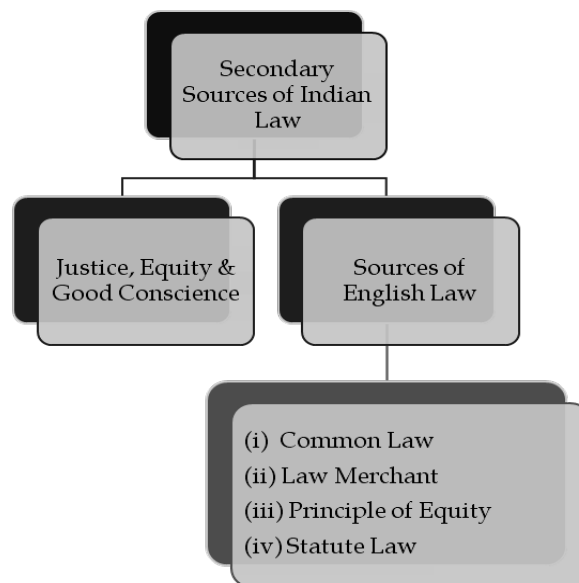 Secondary
Sources of Indian
Law
Justice, Equity &
Good Conscience
Sources of
English Law
(i) Common Law
(ii) Law Merchant
(iii) Principle of Equity
(iv) Statute Law